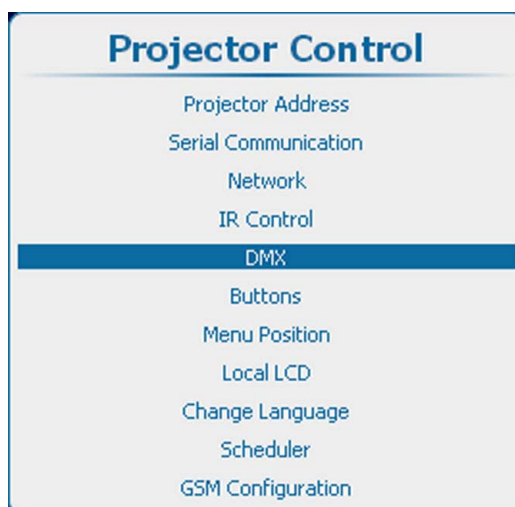 Projector Control
Projector Address
Serial Communication
Network
IR Control
DMX
Buttons
Menu Position
Local LCD
Change Language
Scheduler
GSM Configuration